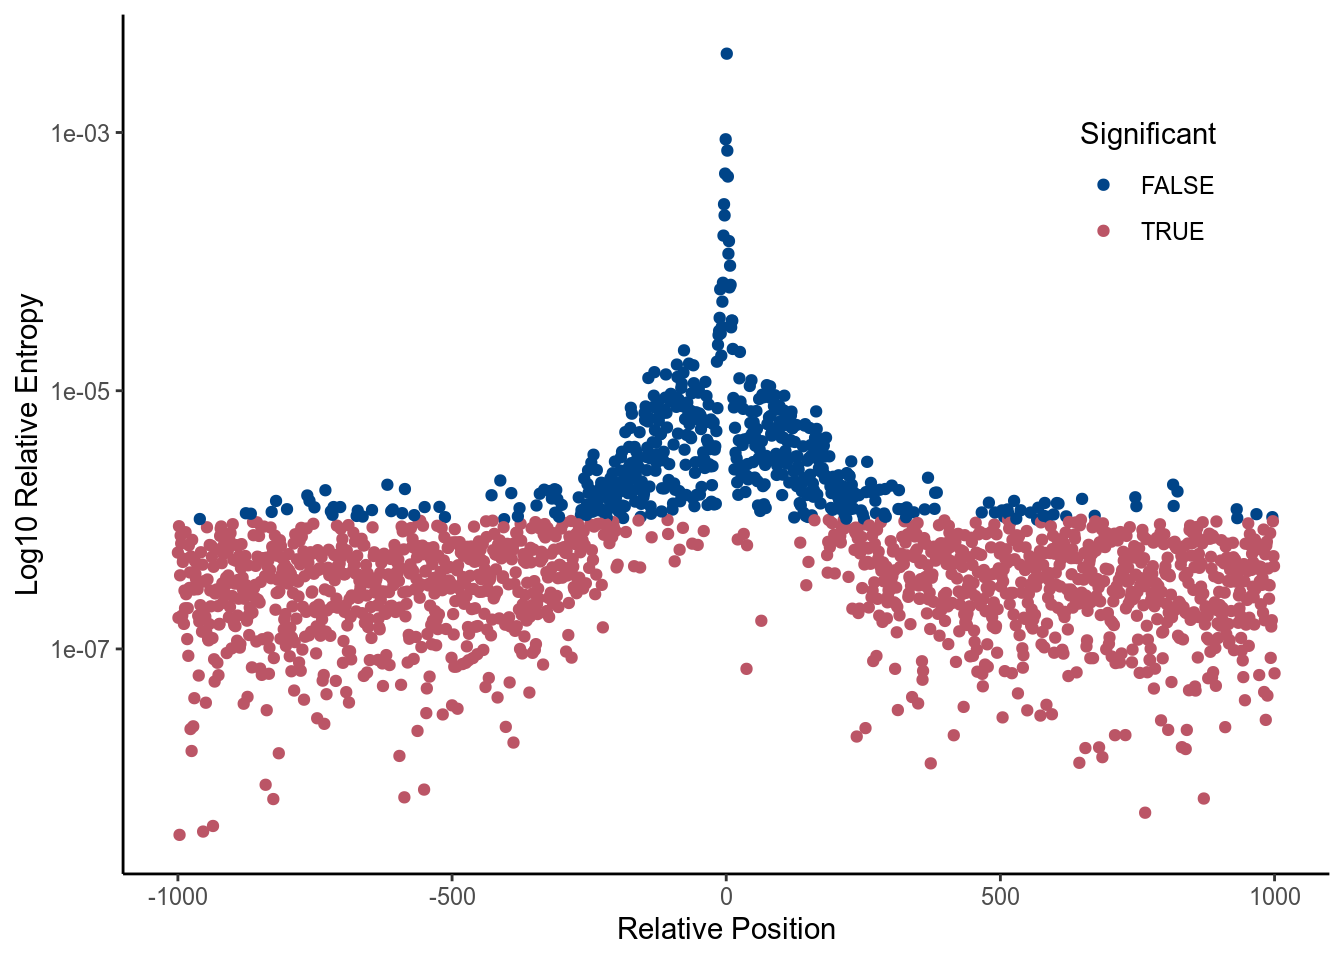 Log10 Relative Entropy
1e-03
1e-05
1e-07
Significant
FALSE
TRUE
-1000
-500
0
500
1000
Relative Position